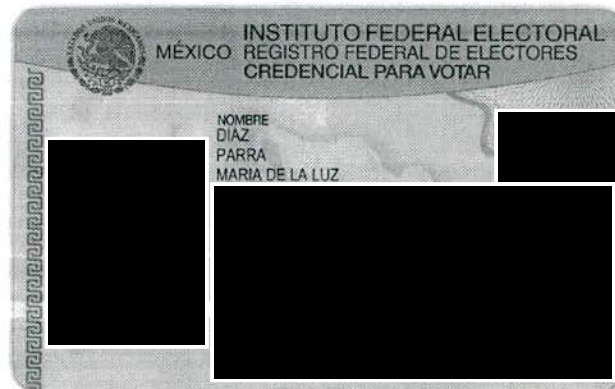 MÉXICO
INSTITUTO FEDERAL ELECTORAL
REGISTRO FEDERAL DE ELECTORES
CREDENCIAL PARA VOTAR
NOMBRE
DIAZ
PARRA
MARIA DE LA LUZ